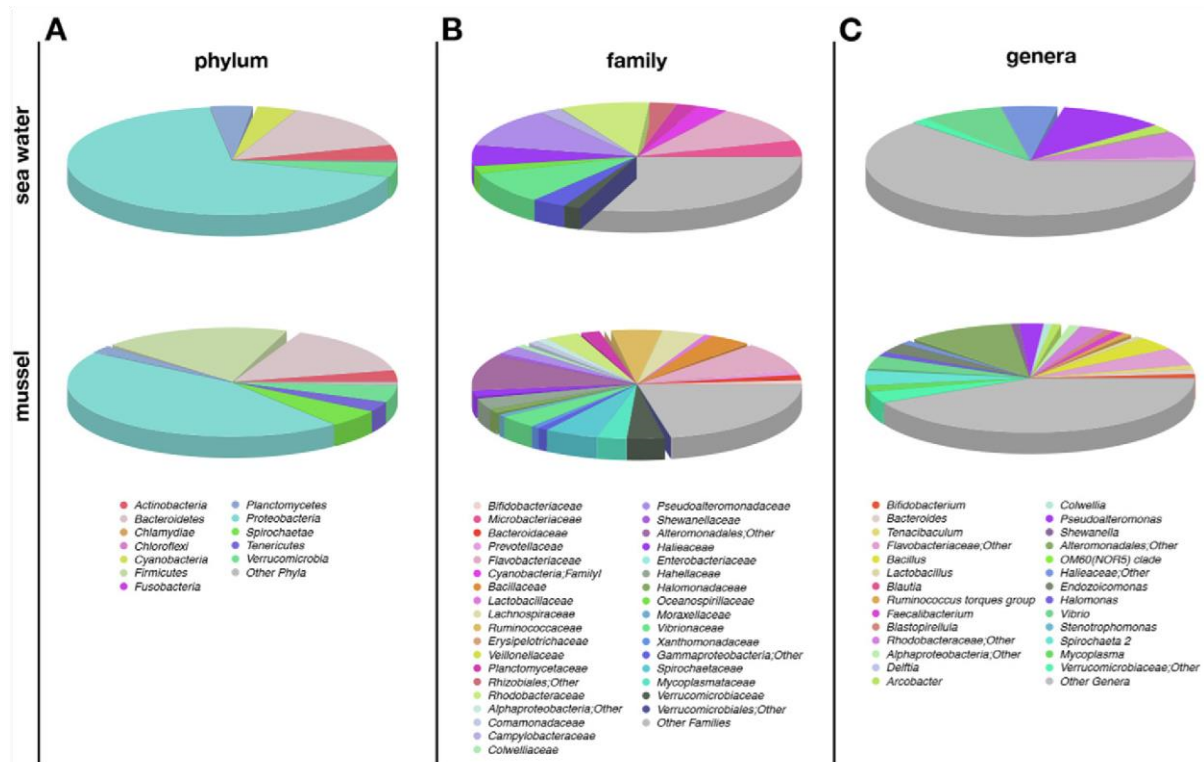 A
B
C
phylum
family
genera
sea water
mussel
Actinobacteria
Bacteroidetes
Chlamydiae
Chloroflexi
Cyanobacteria
Firmicutes
Fusobacteria
Planctomycetes
Proteobacteria
Spirochaetae
Tenericutes
Verrucomicrobia
Other Phyla
Bifidobacteriaceae
Microbacteriaceae
Bacteroidaceae
Prevotellaceae
Flavobacteriaceae
Cyanobacteria;FamilyI
Bacillaceae
Lactobacillaceae
Lachnospiraceae
Ruminococcaceae
Erysipelotrichaceae
Veillonellaceae
Planctomycetaceae
Rhizobiales;Other
Rhodobacteraceae
Alphaproteobacteria;Other
Comamonadaceae
Campylobacteraceae
Colwelliaceae
Pseudoalteromonadaceae
Shewanellaceae
Alteromonadales;Other
Halieaceae
Enterobacteriaceae
Hahellaceae
Halomonadaceae
Oceanospirillaceae
Moraxellaceae
Vibrionaceae
Xanthomonadaceae
Gammaproteobacteria;Other
Spirochaetaceae
Mycoplasmataceae
Verrucomicrobiaceae
Verrucomicrobiales;Other
Other Families
Bifidobacterium
Bacteroides
Tenacibaculum
Flavobacteriaceae;Other
Bacillus
Lactobacillus
Blautia
Ruminococcus torques group
Faecalibacterium
Blastopirellula
Rhodobacteraceae;Other
Alphaproteobacteria;Other
Delftia
Arcobacter
Colwellia
Pseudoalteromonas
Shewanella
Alteromonadales;Other
OM60(NOR5) clade
Halieaceae;Other
Endozoicomonas
Halomonas
Vibrio
Stenotrophomonas
Spirochaeta 2
Mycoplasma
Verrucomicrobiaceae;Other
Other Genera